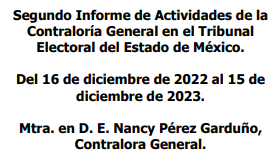 Segundo Informe de Actividades de la
Contraloría General en el Tribunal
Electoral del Estado de México.
Del 16 de diciembre de 2022 al 15 de
diciembre de 2023.
Mtra. en D. E. Nancy Pérez Garduño,
Contralora General.